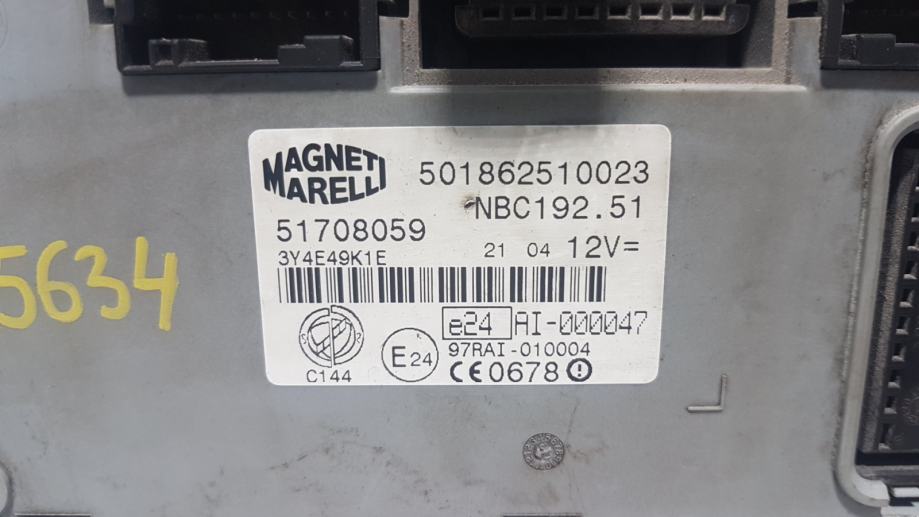 MAGNETI
MARELLI
501862510023
NBC192.51
51708059
3Y4E49K1E
21 04 12V=
5634
e24 AI-000047
E24
97RAI-010004
C144
CE0678